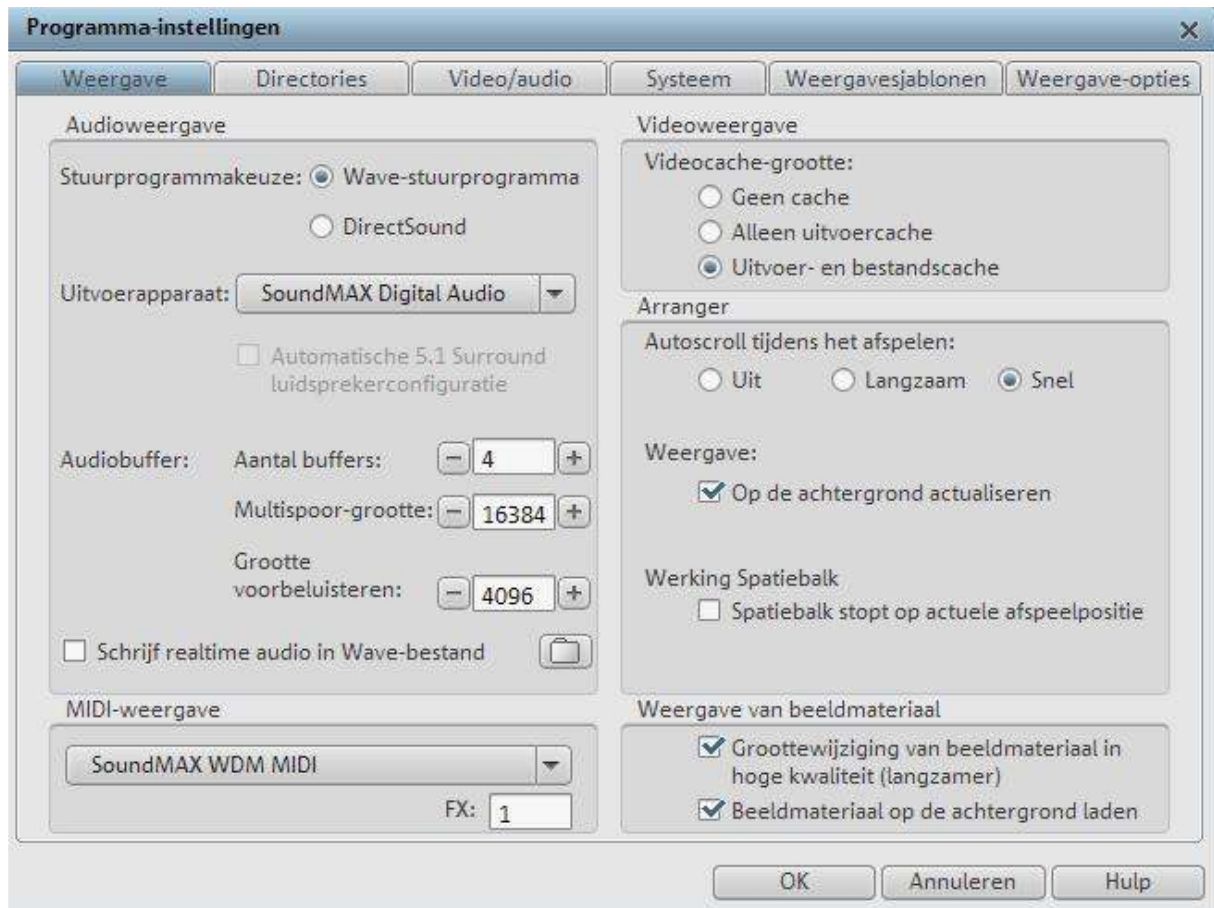 Programma-instellingen
Weergave
Directories
Video/audio
Systeem
Weergavesjablonen
Weergave-opties
Audioweergave
Stuurprogrammakeuze:
Wave-stuurprogramma
DirectSound
Uitvoerapparaat:
SoundMAX Digital Audio
Automatische 5.1 Surround
luidsprekerconfiguratie
Audiobuffer:
Aantal buffers:
4
Multispoor-grootte:
16384
Grootte
voorbeluisteren:
4096
Schrijf realtime audio in Wave-bestand
MIDI-weergave
SoundMAX WDM MIDI
FX:
1
Videoweergave
Videocache-grootte:
Geen cache
Alleen uitvoercache
Uitvoer- en bestandscache
Arranger
Autoscroll tijdens het afspelen:
Uit
Langzaam
Snel
Weergave:
Op de achtergrond actualiseren
Werking Spatiebalk
Spatiebalk stopt op actuele afspeelpositie
Weergave van beeldmateriaal
Groottewijziging van beeldmateriaal in
hoge kwaliteit (langzamer)
Beeldmateriaal op de achtergrond laden
OK
Annuleren
Hulp